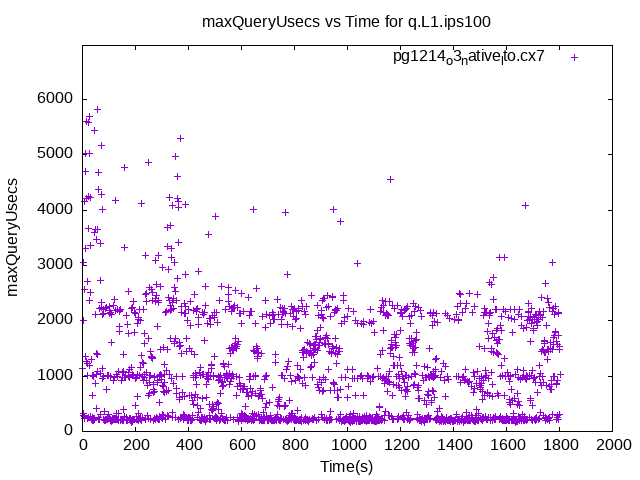 maxQueryUsecs vs Time for q.L1.ips100
pg1214o3nativelto.cx7
6000
5000
4000
3000
2000
1000
0
maxQueryUsecs
0 200 400 600 800 1000 1200 1400 1600 1800 2000
Time(s)